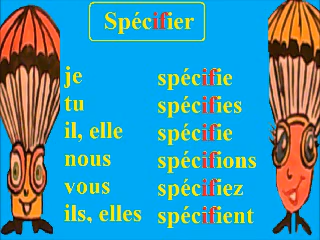 Spécifier
je spécifie
tu spécifies
il, elle spécifie
nous spécifions
vous spécifiez
ils, elles spécifient